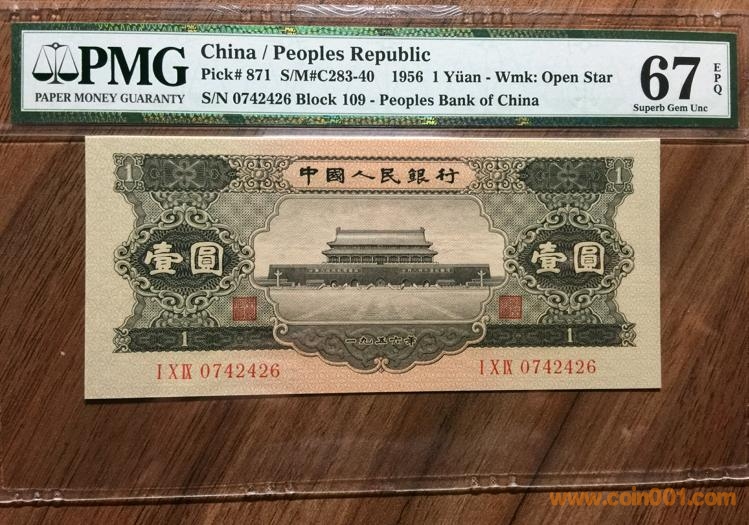 PMG
PAPER MONEY GUARANTY
China / Peoples Republic
Pick# 871 S/M#C283-40 1956 1 Yüan - Wmk: Open Star
S/N 0742426 Block 109 - Peoples Bank of China
67 EPQ
Superb Gem Unc
1 中國人民銀行 1
壹圓 壹圓
1 一九五六年 1
I X IX 0742426 I X IX 0742426
www.coin001.com